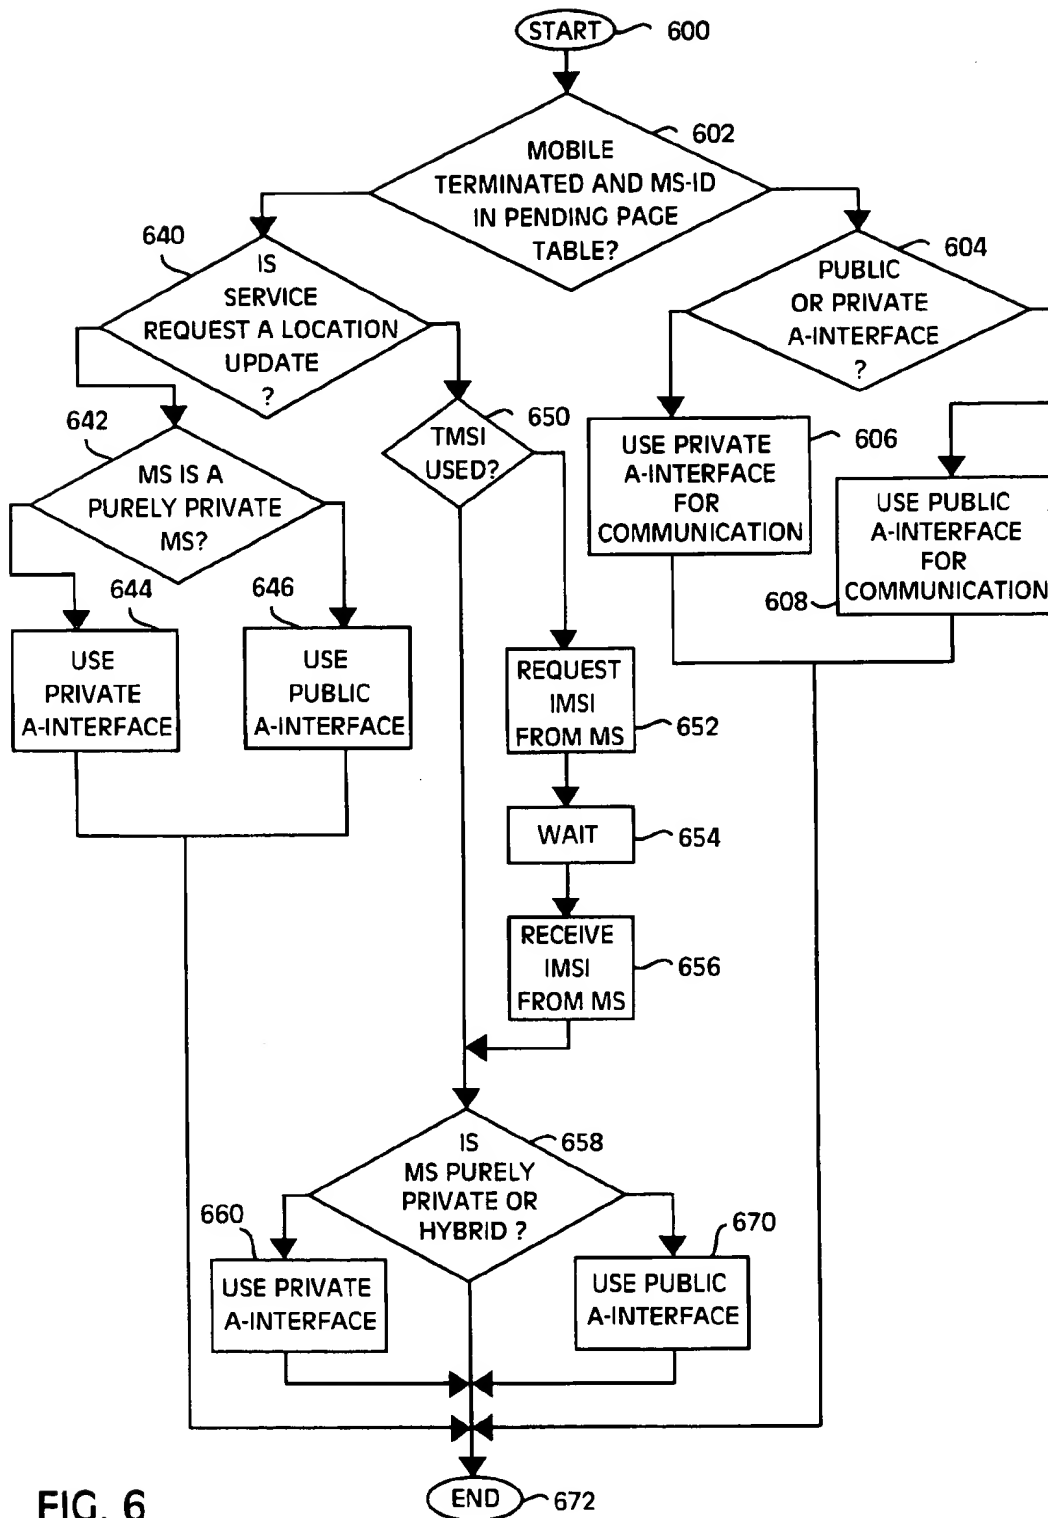 START
600
MOBILE
TERMINATED AND MS-ID
IN PENDING PAGE
TABLE?
602
640
IS
SERVICE
REQUEST A LOCATION
UPDATE
?
604
PUBLIC
OR PRIVATE
A-INTERFACE
?
642
MS IS A
PURELY PRIVATE
MS?
650
TMSI
USED?
USE PRIVATE
A-INTERFACE
FOR
COMMUNICATION
606
USE PUBLIC
A-INTERFACE
FOR
COMMUNICATION
608
644
USE
PRIVATE
A-INTERFACE
646
USE
PUBLIC
A-INTERFACE
REQUEST
IMSI
FROM MS
652
WAIT
654
RECEIVE
IMSI
FROM MS
656
IS
MS PURELY
PRIVATE OR
HYBRID ?
658
660
USE PRIVATE
A-INTERFACE
670
USE PUBLIC
A-INTERFACE
END
672
FIG. 6